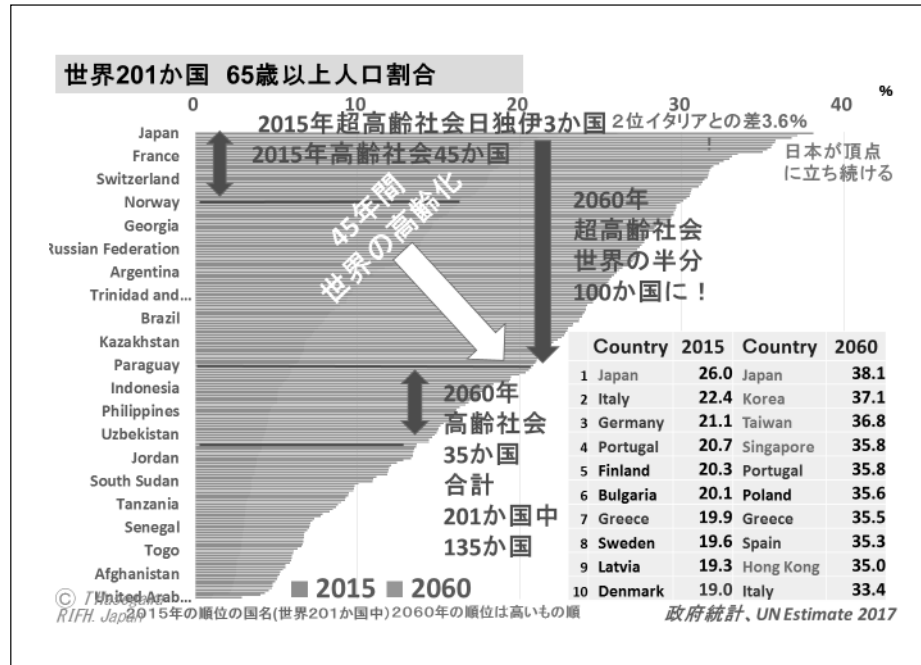 世界201か国 65歳以上人口割合
0 10 20 30 40 %
2015年超高齢社会日独伊3か国
2位イタリアとの差3.6%!
2015年高齢社会45か国
日本が頂点
に立ち続ける
45年間
世界の高齢化
2060年
超高齢社会
世界の半分
100か国に!
Japan
France
Switzerland
Norway
Georgia
Russian Federation
Argentina
Trinidad and...
Brazil
Kazakhstan
Paraguay
Indonesia
Philippines
Uzbekistan
Jordan
South Sudan
Tanzania
Senegal
Togo
Afghanistan
United Arab...
2060年
高齢社会
35か国
合計
201か国中
135か国
Country 2015 Country 2060
1 Japan 26.0 Japan 38.1
2 Italy 22.4 Korea 37.1
3 Germany 21.1 Taiwan 36.8
4 Portugal 20.7 Singapore 35.8
5 Finland 20.3 Portugal 35.8
6 Bulgaria 20.1 Poland 35.6
7 Greece 19.9 Greece 35.5
8 Sweden 19.6 Spain 35.3
9 Latvia 19.3 Hong Kong 35.0
10 Denmark 19.0 Italy 33.4
2015 2060
©
RIFH. Japan
2015年の順位の国名(世界201か国中)2060年の順位は高いもの順
政府統計、UN Estimate 2017